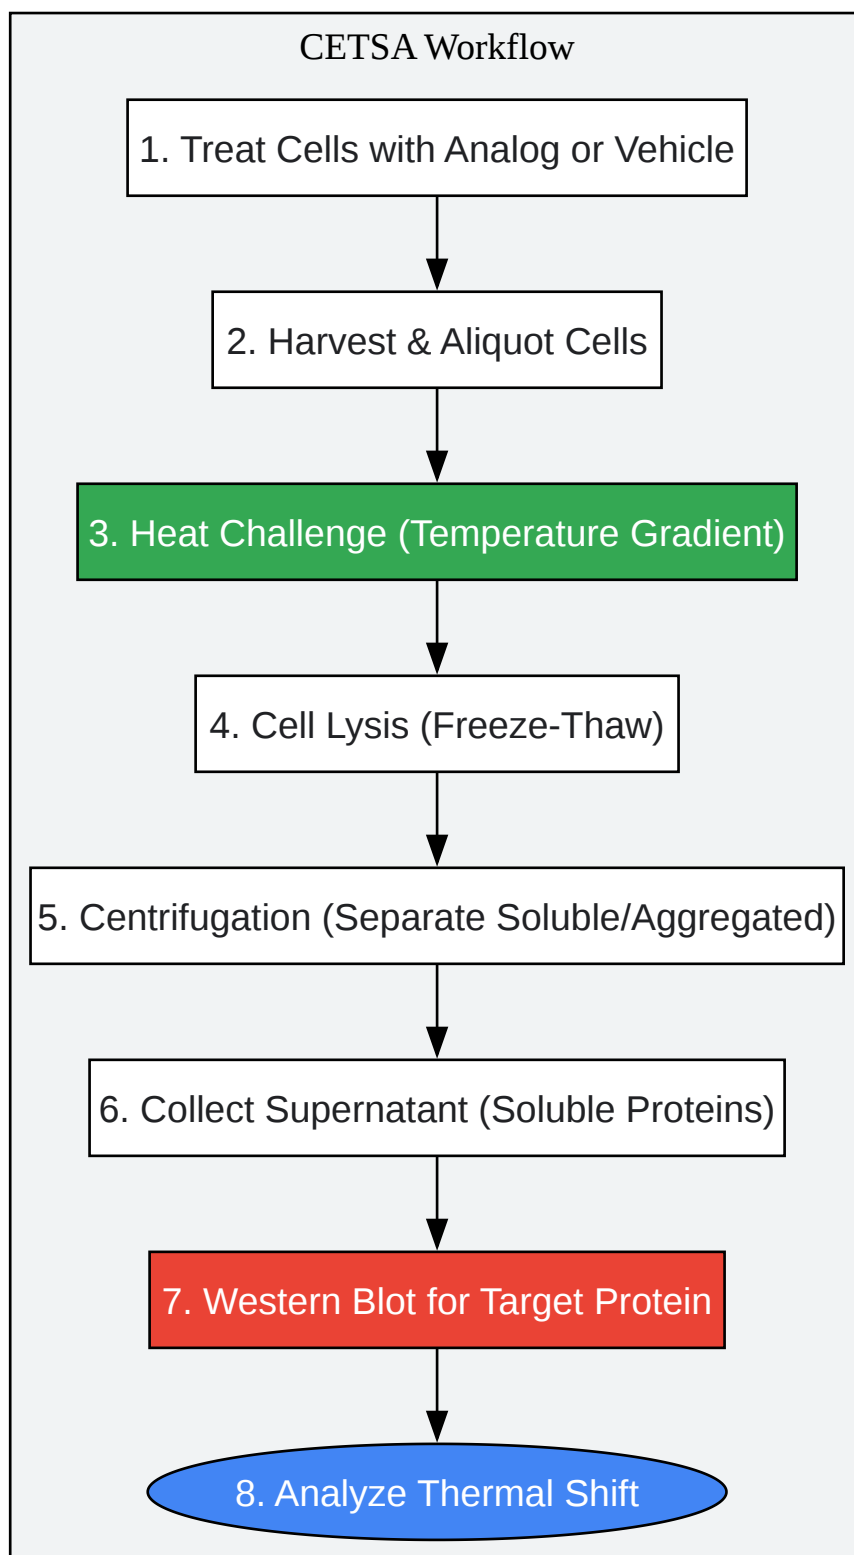 CETSA Workflow
1. Treat Cells with Analog or Vehicle
2. Harvest & Aliquot Cells
3. Heat Challenge (Temperature Gradient)
4. Cell Lysis (Freeze-Thaw)
5. Centrifugation (Separate Soluble/Aggregated)
6. Collect Supernatant (Soluble Proteins)
7. Western Blot for Target Protein
8. Analyze Thermal Shift